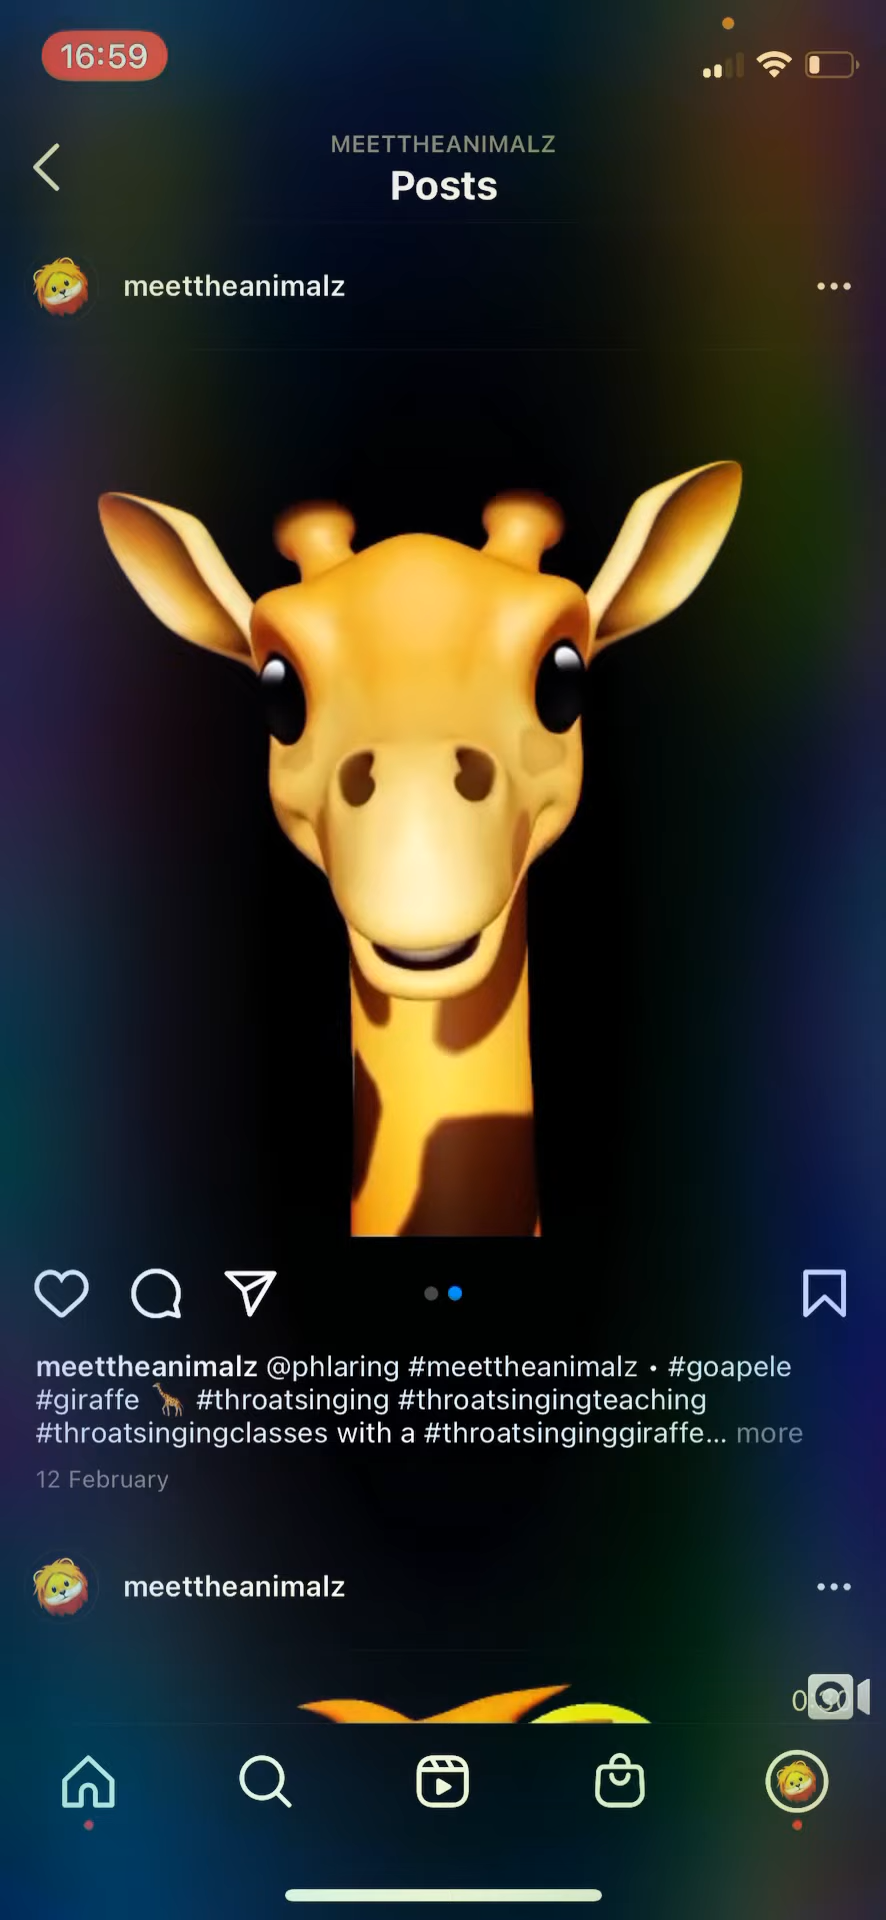 16:59
MEETTHEANIMALZ
Posts
meettheanimalz
meettheanimalz @phlaring #meettheanimalz • #goapele
#giraffe 🦒 #throatsinging #throatsingingteaching
#throatsingingclasses with a #throatsinginggiraffe... more
12 February
meettheanimalz